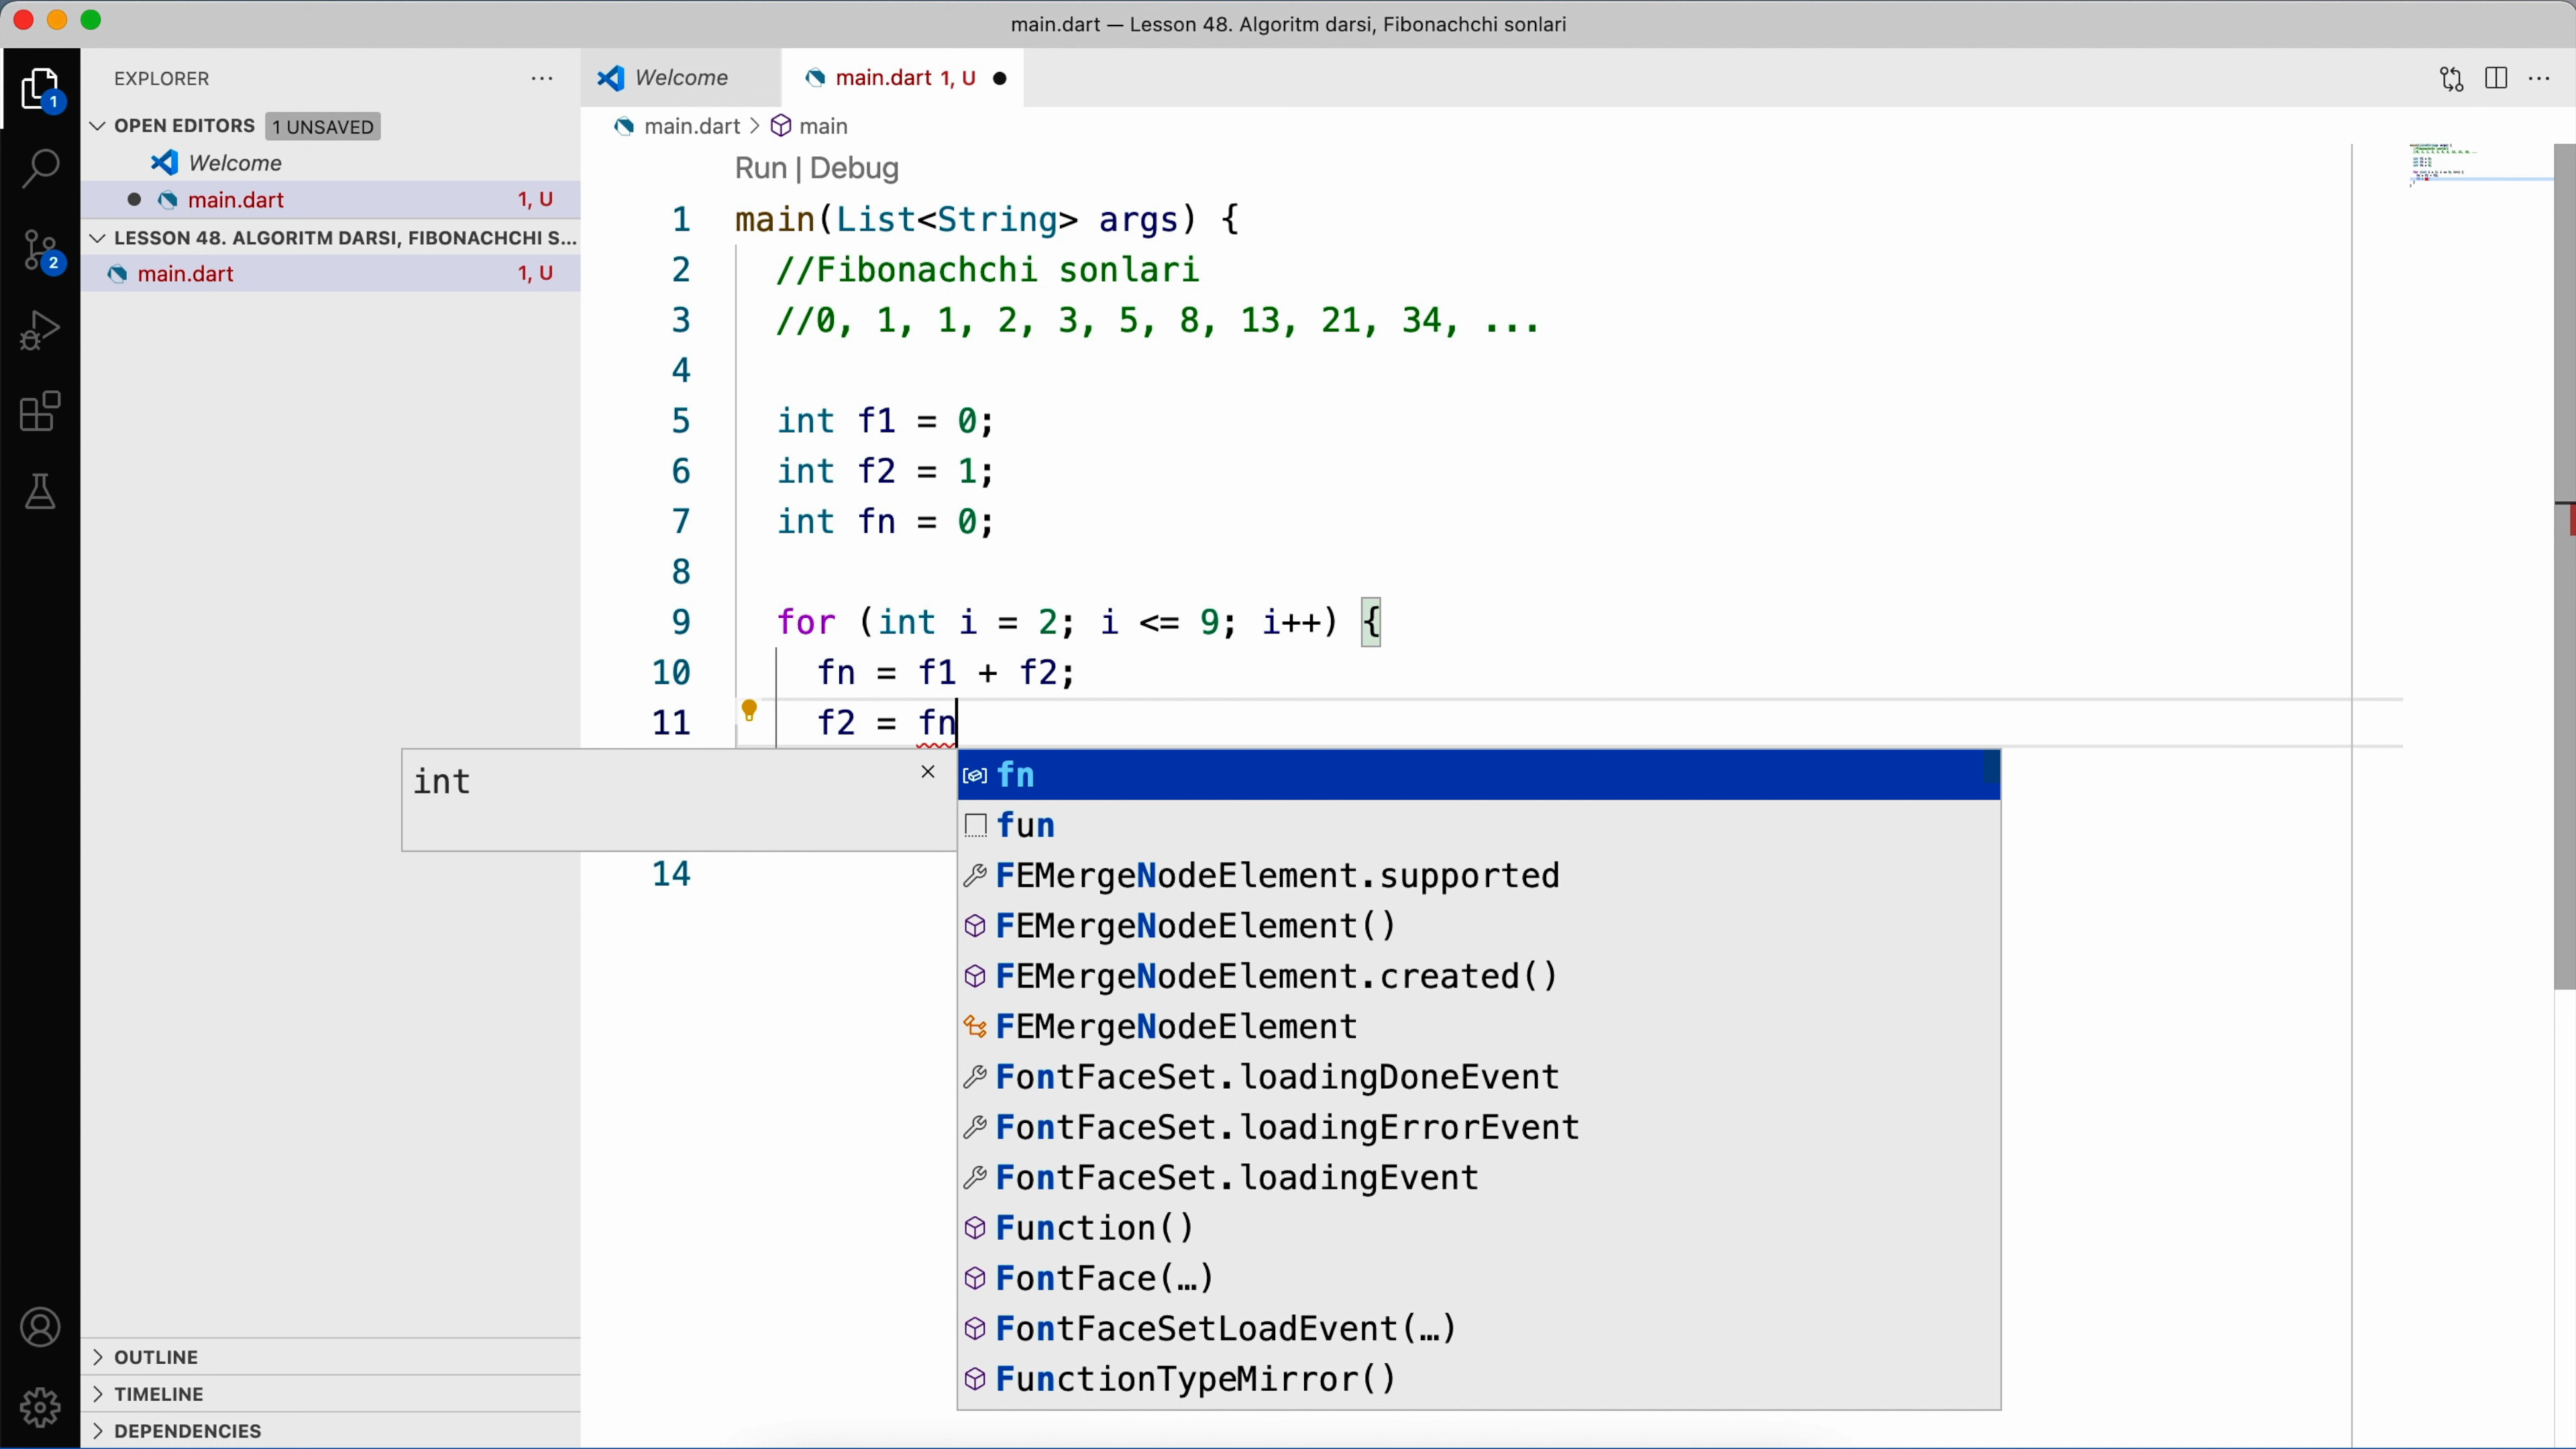 main.dart — Lesson 48. Algoritm darsi, Fibonachchi sonlari
EXPLORER
Welcome
main.dart 1, U
OPEN EDITORS 1 UNSAVED
main.dart > main
1
Welcome
main.dart 1, U
LESSON 48. ALGORITM DARSI, FIBONACHCHI S...
2
main.dart 1, U
Run | Debug
1 main(List<String> args) {
2 //Fibonachchi sonlari
3 //0, 1, 1, 2, 3, 5, 8, 13, 21, 34, ...
4
5 int f1 = 0;
6 int f2 = 1;
7 int fn = 0;
8
9 for (int i = 2; i <= 9; i++) {
10 fn = f1 + f2;
11 f2 = fn
int
14
fn
fun
FEMergeNodeElement.supported
FEMergeNodeElement()
FEMergeNodeElement.created()
FEMergeNodeElement
FontFaceSet.loadingDoneEvent
FontFaceSet.loadingErrorEvent
FontFaceSet.loadingEvent
Function()
FontFace(…)
FontFaceSetLoadEvent(…)
FunctionTypeMirror()
OUTLINE
TIMELINE
DEPENDENCIES